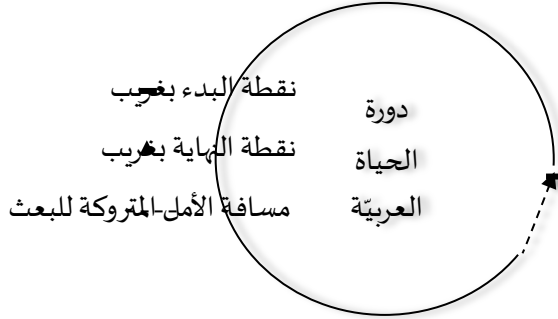 دورة
الحياة
العربيّة
نقطة البدء بغريب
نقطة النهاية بغريب
مسافة الأمل المتروكة للبعث